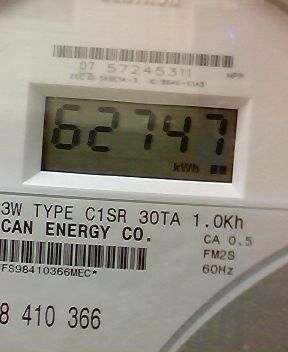 07 57245311
62747
kWh
3W TYPE C1SR 30TA 1.0Kh
CAN ENERGY CO.
CA 0.5
FM2S
60Hz
FS98410366MEC*
8 410 366